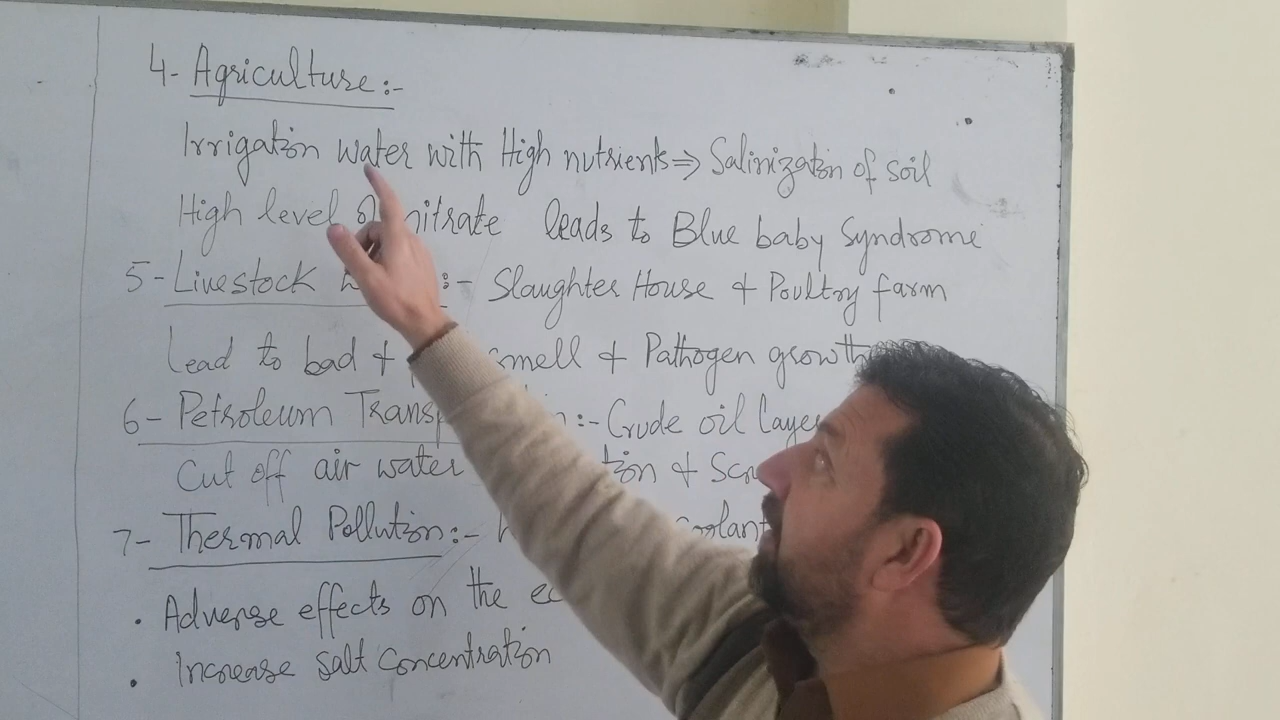 4- Agriculture:-
Irrigation water with High nutrients ⇒ Salinization of soil
High level of nitrate leads to Blue baby Syndrome
5- Livestock :- Slaughter House & Poultry farm
Lead to bad & smell & Pathogen growth
6- Petroleum :- Crude oil Layer
Cut off air water &
7- Thermal Pollution:-
• Adverse effects on the
• Increase Salt Concentration